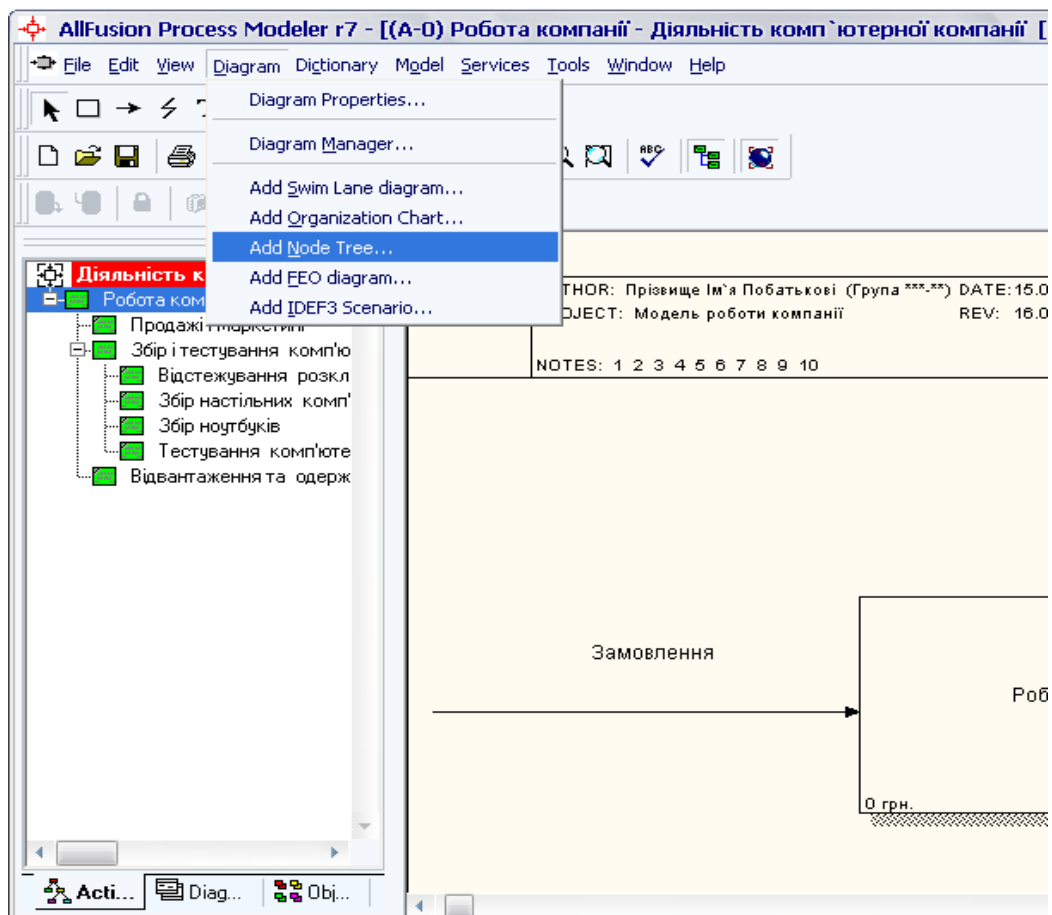 AllFusion Process Modeler r7 - [(A-0) Робота компанії - Діяльність комп`ютерної компанії [
File Edit View Diagram Dictionary Model Services Tools Window Help
Diagram Properties...
Diagram Manager...
ABC
Add Swim Lane diagram...
Add Organization Chart...
Add Node Tree...
Add FEO diagram...
Add IDEF3 Scenario...
Діяльність к
Робота ком
Продажі і маркетинг
Збір і тестування комп'ю
Відстежування розкл
Збір настільних комп'
Збір ноутбуків
Тестування комп'юте
Відвантаження та одерж
THOR: Прізвище Ім`я Побатькові (Група ***-**) DATE: 15.0
OJECT: Модель роботи компанії REV: 16.0
NOTES: 1 2 3 4 5 6 7 8 9 10
Замовлення
Роб
0 грн.
Acti... Diag... Obj...